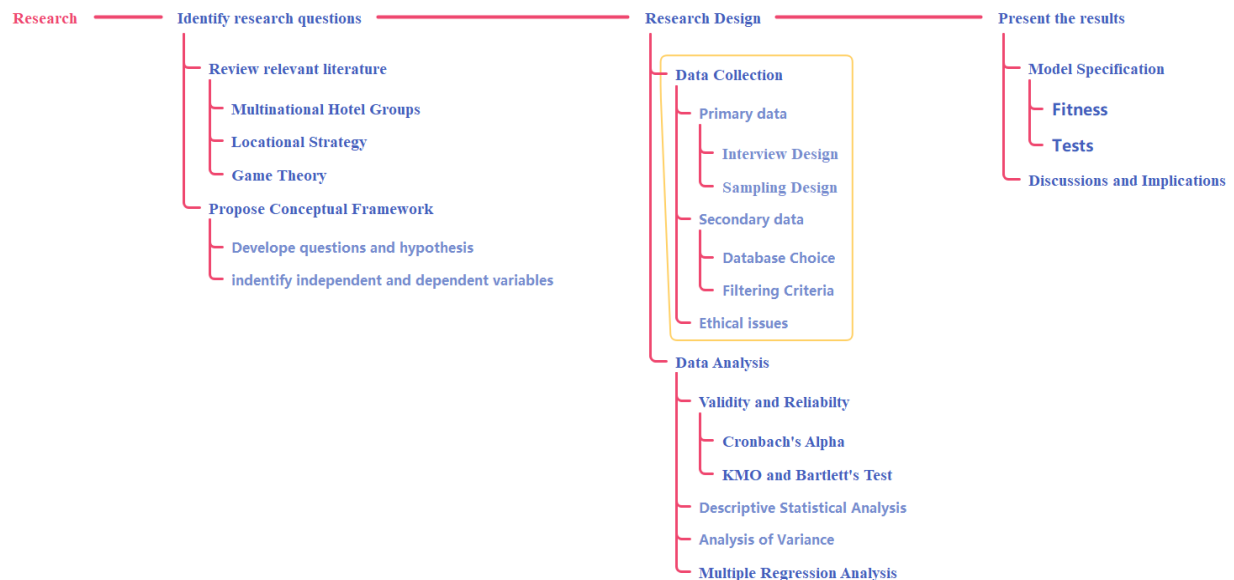 Research
Identify research questions
Review relevant literature
Multinational Hotel Groups
Locational Strategy
Game Theory
Propose Conceptual Framework
Develope questions and hypothesis
indentify independent and dependent variables
Research Design
Data Collection
Primary data
Interview Design
Sampling Design
Secondary data
Database Choice
Filtering Criteria
Ethical issues
Data Analysis
Validity and Reliabilty
Cronbach's Alpha
KMO and Bartlett's Test
Descriptive Statistical Analysis
Analysis of Variance
Multiple Regression Analysis
Present the results
Model Specification
Fitness
Tests
Discussions and Implications